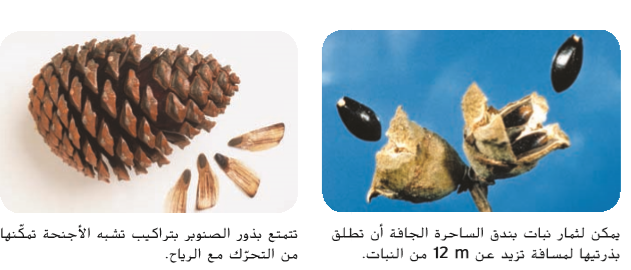 يمكن لثمار نبات بندق الساحرة الجافة أن تطلق
بذرتيها لمسافة تزيد عن 12 m من النبات.
تتمتع بذور الصنوبر بتراكيب تشبه الأجنحة تمكّنها
من التحرّك مع الرياح.